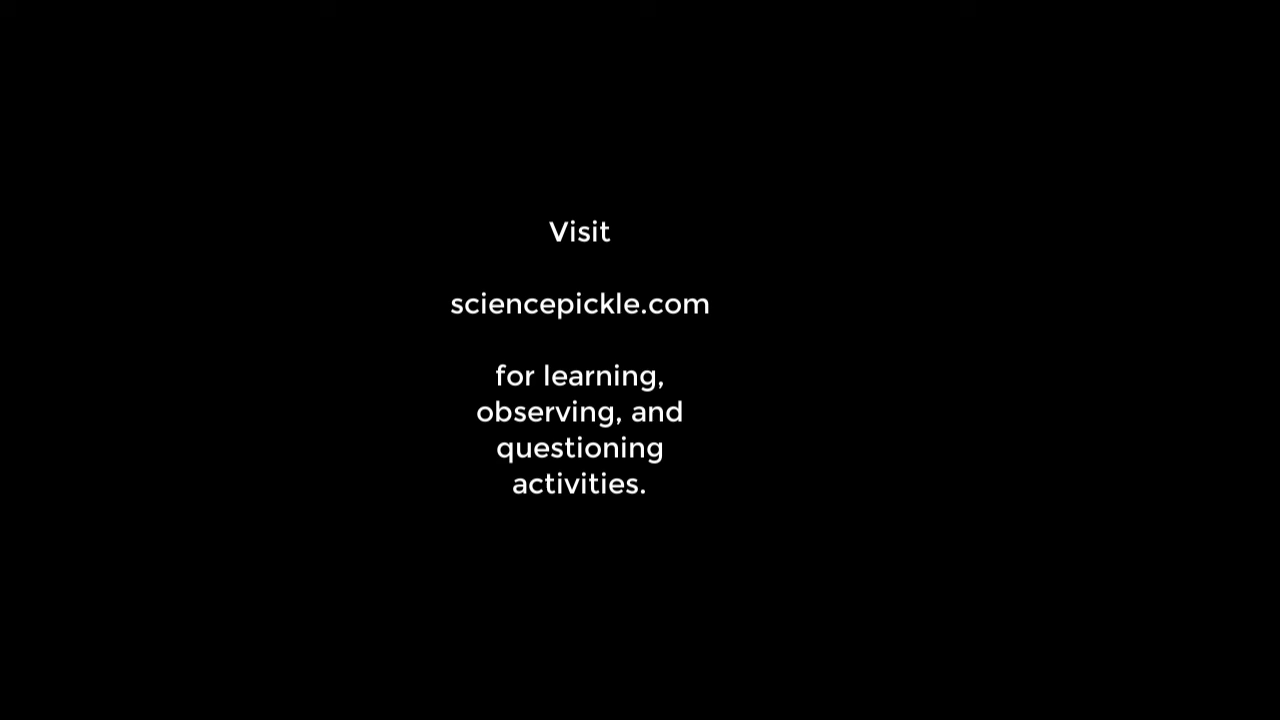 Visit
sciencepickle.com
for learning,
observing, and
questioning
activities.